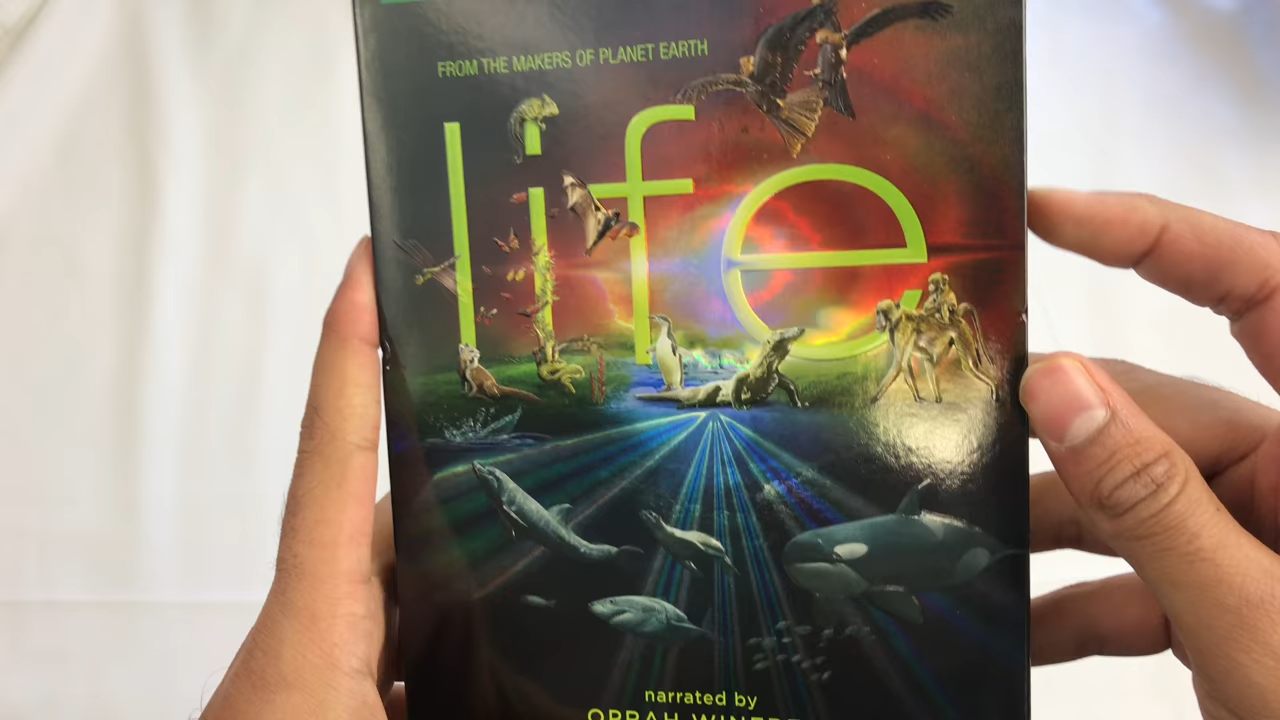 FROM THE MAKERS OF PLANET EARTH
life
narrated by
OPRAH WINFREY